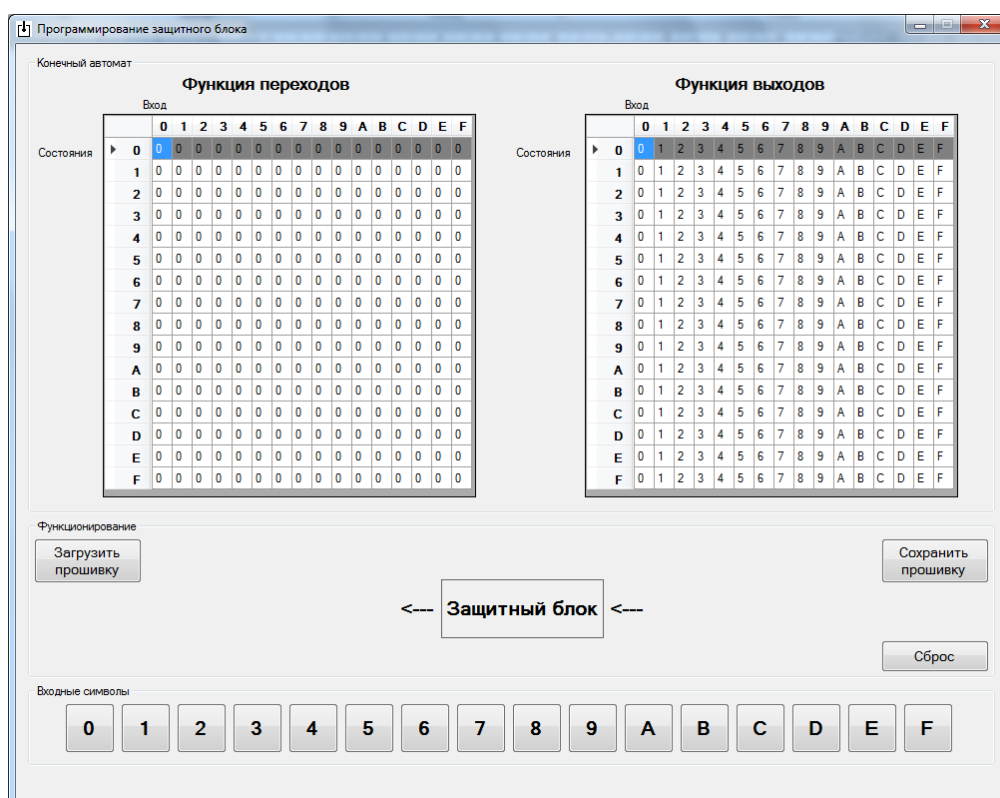 Программирование защитного блока
Конечный автомат
Функция переходов
Вход
0 1 2 3 4 5 6 7 8 9 A B C D E F
Состояния
0 0 0 0 0 0 0 0 0 0 0 0 0 0 0 0 0
1 0 0 0 0 0 0 0 0 0 0 0 0 0 0 0 0
2 0 0 0 0 0 0 0 0 0 0 0 0 0 0 0 0
3 0 0 0 0 0 0 0 0 0 0 0 0 0 0 0 0
4 0 0 0 0 0 0 0 0 0 0 0 0 0 0 0 0
5 0 0 0 0 0 0 0 0 0 0 0 0 0 0 0 0
6 0 0 0 0 0 0 0 0 0 0 0 0 0 0 0 0
7 0 0 0 0 0 0 0 0 0 0 0 0 0 0 0 0
8 0 0 0 0 0 0 0 0 0 0 0 0 0 0 0 0
9 0 0 0 0 0 0 0 0 0 0 0 0 0 0 0 0
A 0 0 0 0 0 0 0 0 0 0 0 0 0 0 0 0
B 0 0 0 0 0 0 0 0 0 0 0 0 0 0 0 0
C 0 0 0 0 0 0 0 0 0 0 0 0 0 0 0 0
D 0 0 0 0 0 0 0 0 0 0 0 0 0 0 0 0
E 0 0 0 0 0 0 0 0 0 0 0 0 0 0 0 0
F 0 0 0 0 0 0 0 0 0 0 0 0 0 0 0 0
Функция выходов
Вход
0 1 2 3 4 5 6 7 8 9 A B C D E F
Состояния
0 0 1 2 3 4 5 6 7 8 9 A B C D E F
1 0 1 2 3 4 5 6 7 8 9 A B C D E F
2 0 1 2 3 4 5 6 7 8 9 A B C D E F
3 0 1 2 3 4 5 6 7 8 9 A B C D E F
4 0 1 2 3 4 5 6 7 8 9 A B C D E F
5 0 1 2 3 4 5 6 7 8 9 A B C D E F
6 0 1 2 3 4 5 6 7 8 9 A B C D E F
7 0 1 2 3 4 5 6 7 8 9 A B C D E F
8 0 1 2 3 4 5 6 7 8 9 A B C D E F
9 0 1 2 3 4 5 6 7 8 9 A B C D E F
A 0 1 2 3 4 5 6 7 8 9 A B C D E F
B 0 1 2 3 4 5 6 7 8 9 A B C D E F
C 0 1 2 3 4 5 6 7 8 9 A B C D E F
D 0 1 2 3 4 5 6 7 8 9 A B C D E F
E 0 1 2 3 4 5 6 7 8 9 A B C D E F
F 0 1 2 3 4 5 6 7 8 9 A B C D E F
Функционирование
Загрузить
прошивку
Сохранить
прошивку
<--- Защитный блок <---
Сброс
Входные символы
0 1 2 3 4 5 6 7 8 9 A B C D E F